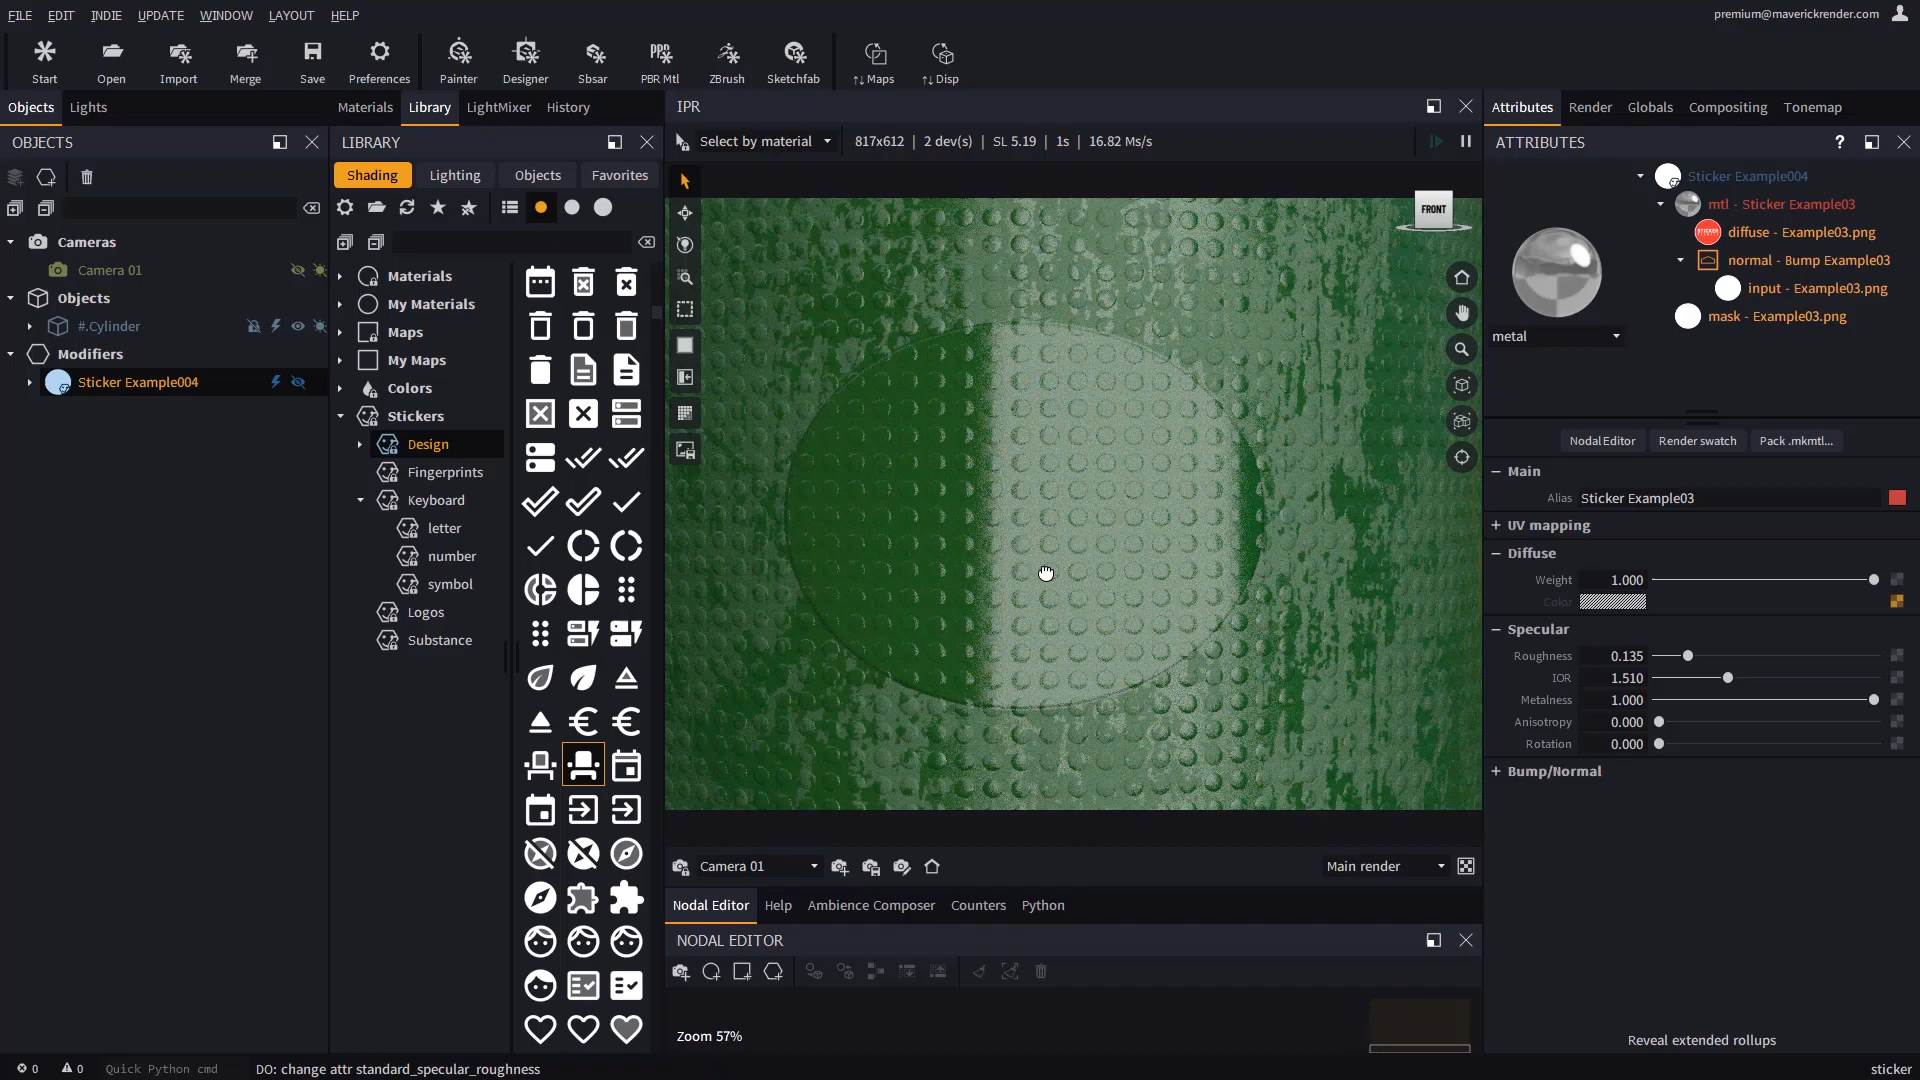 FILE EDIT INDIE UPDATE WINDOW LAYOUT HELP
premium@maverickrender.com
Start Open Import Merge Save Preferences Painter Designer Sbsar PBR Mtl ZBrush Sketchfab ↑↓ Maps ↑↓ Disp
PBR
Objects Lights
Materials Library LightMixer History
IPR
Attributes Render Globals Compositing Tonemap
OBJECTS
LIBRARY
Select by material 817x612 | 2 dev(s) | SL 5.19 | 1s | 16.82 Ms/s
ATTRIBUTES ?
Shading Lighting Objects Favorites
Cameras
Camera 01
Objects
#.Cylinder
Modifiers
Sticker Example004
Materials
My Materials
Maps
My Maps
Colors
Stickers
Design
Fingerprints
Keyboard
letter
number
symbol
Logos
Substance
FRONT
Camera 01
Main render
Nodal Editor Help Ambience Composer Counters Python
NODAL EDITOR
Zoom 57%
Sticker Example004
mtl - Sticker Example03
diffuse - Example03.png
normal - Bump Example03
input - Example03.png
mask - Example03.png
metal
Nodal Editor Render swatch Pack .mkmtl...
Main
Alias Sticker Example03
UV mapping
Diffuse
Weight 1.000
Color
Specular
Roughness 0.135
IOR 1.510
Metalness 1.000
Anisotropy 0.000
Rotation 0.000
Bump/Normal
Reveal extended rollups
0 0 Quick Python cmd DO: change attr standard_specular_roughness
sticker